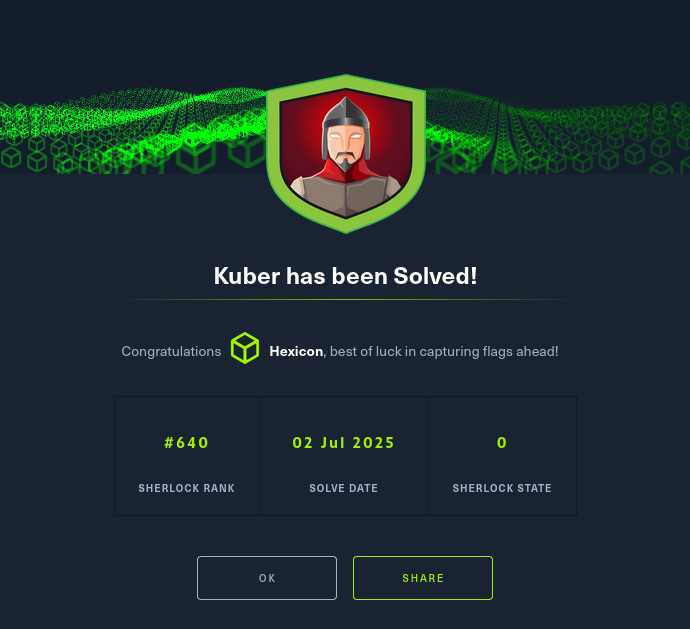 Kuber has been Solved!
Congratulations Hexicon, best of luck in capturing flags ahead!
#640 02 Jul 2025 0
SHERLOCK RANK SOLVE DATE SHERLOCK STATE
OK SHARE